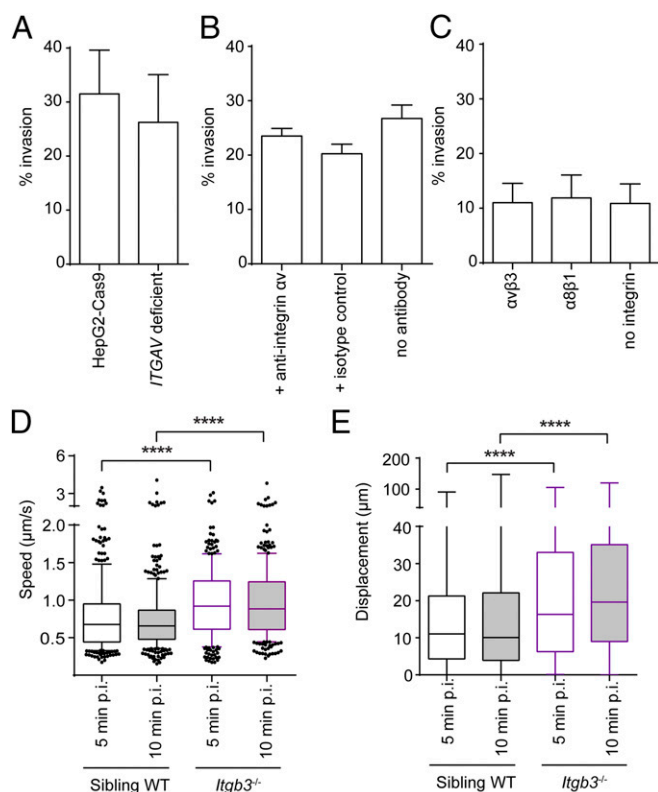 A
B
C
% invasion
40
30
20
10
0
HepG2-Cas9
ITGAV deficient
% invasion
40
30
20
10
0
+ anti-integrin αv
+ isotype control
no antibody
% invasion
40
30
20
10
0
αvβ3
α8β1
no integrin
D
E
****
****
Speed (µm/s)
6
3
2.0
1.5
1.0
0.5
5 min p.i.
10 min p.i.
5 min p.i.
10 min p.i.
Sibling WT
Itgb3-/-
****
****
Displacement (µm)
200
100
40
30
20
10
0
5 min p.i.
10 min p.i.
5 min p.i.
10 min p.i.
Sibling WT
Itgb3-/-